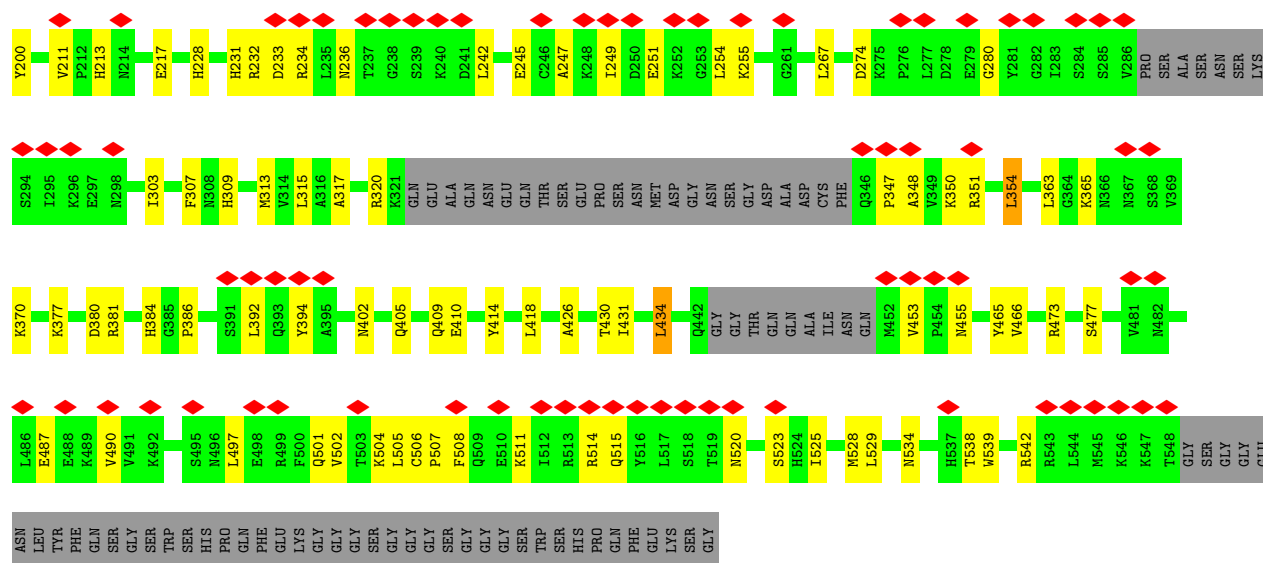 Y200 V211 P212 H213 N214 E217 H228 H231 R232 D233 R234 L235 N236 T237 G238 S239 K240 D241 L242 E245 C246 A247 K248 I249 D250 E251 K252 G253 L254 K255 G261 L267 D274 K275 P276 L277 D278 E279 G280 Y281 G282 I283 S284 S285 V286 PRO SER ALA SER ASN SER LYS
S294 I295 K296 E297 N298 I303 F307 N308 H309 M313 V314 L315 A316 A317 R320 K321 GLN GLU ALA GLN ASN GLU GLN THR SER GLU PRO SER ASN MET ASP GLY ASN SER GLY ASP ALA ASP CYS PHE Q346 P347 A348 V349 K350 R351 L354 L363 G364 K365 N366 N367 S368 V369
K370 K377 D380 R381 H384 G385 P386 S391 L392 Q393 Y394 A395 N402 Q405 Q409 E410 Y414 L418 A426 T430 I431 L434 Q442 GLY GLY THR GLN GLN ALA ILE ASN GLN M452 V453 P454 N455 Y465 V466 R473 S477 V481 N482
L486 E487 E488 K489 V490 V491 K492 S495 N496 L497 E498 R499 F500 Q501 V502 T503 K504 L505 C506 P507 F508 Q509 E510 K511 I512 R513 R514 Q515 Y516 L517 S518 T519 N520 S523 H524 I525 M528 L529 N534 H537 T538 W539 R542 R543 L544 M545 K546 K547 T548 GLY SER GLY GLY GLU
ASN LEU TYR PHE GLN SER GLY SER TRP SER HIS PRO GLN PHE GLU LYS GLY GLY GLY SER GLY GLY GLY SER GLY GLY GLY SER TRP SER HIS PRO GLN PHE GLU LYS SER GLY